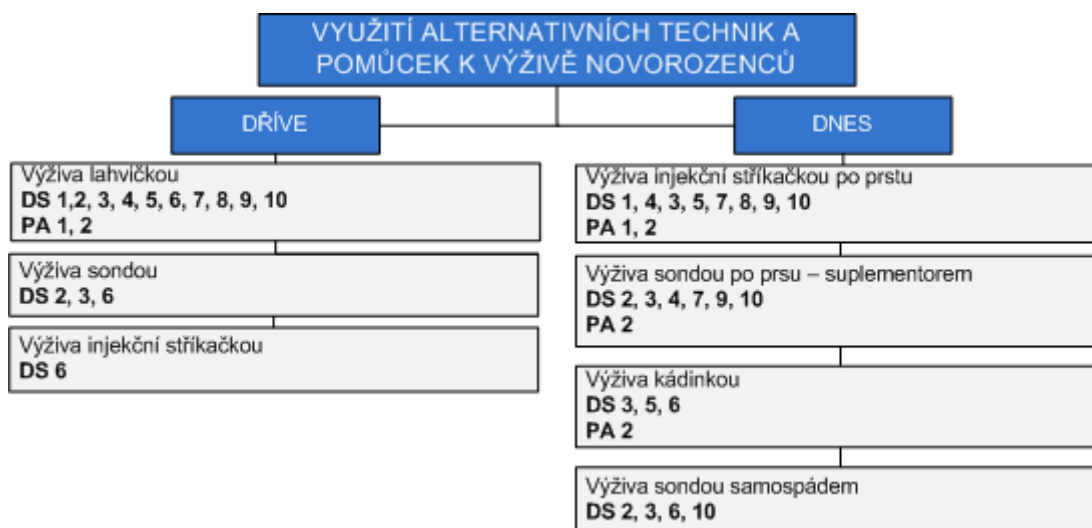 VYUŽITÍ ALTERNATIVNÍCH TECHNIK A
POMŮCEK K VÝŽIVĚ NOVOROZENCŮ
DŘÍVE
Výživa lahvičkou
DS 1,2, 3, 4, 5, 6, 7, 8, 9, 10
PA 1, 2
Výživa sondou
DS 2, 3, 6
Výživa injekční stříkačkou
DS 6
DNES
Výživa injekční stříkačkou po prstu
DS 1, 4, 3, 5, 7, 8, 9, 10
PA 1, 2
Výživa sondou po prsu – suplementorem
DS 2, 3, 4, 7, 9, 10
PA 2
Výživa kádinkou
DS 3, 5, 6
PA 2
Výživa sondou samospádem
DS 2, 3, 6, 10